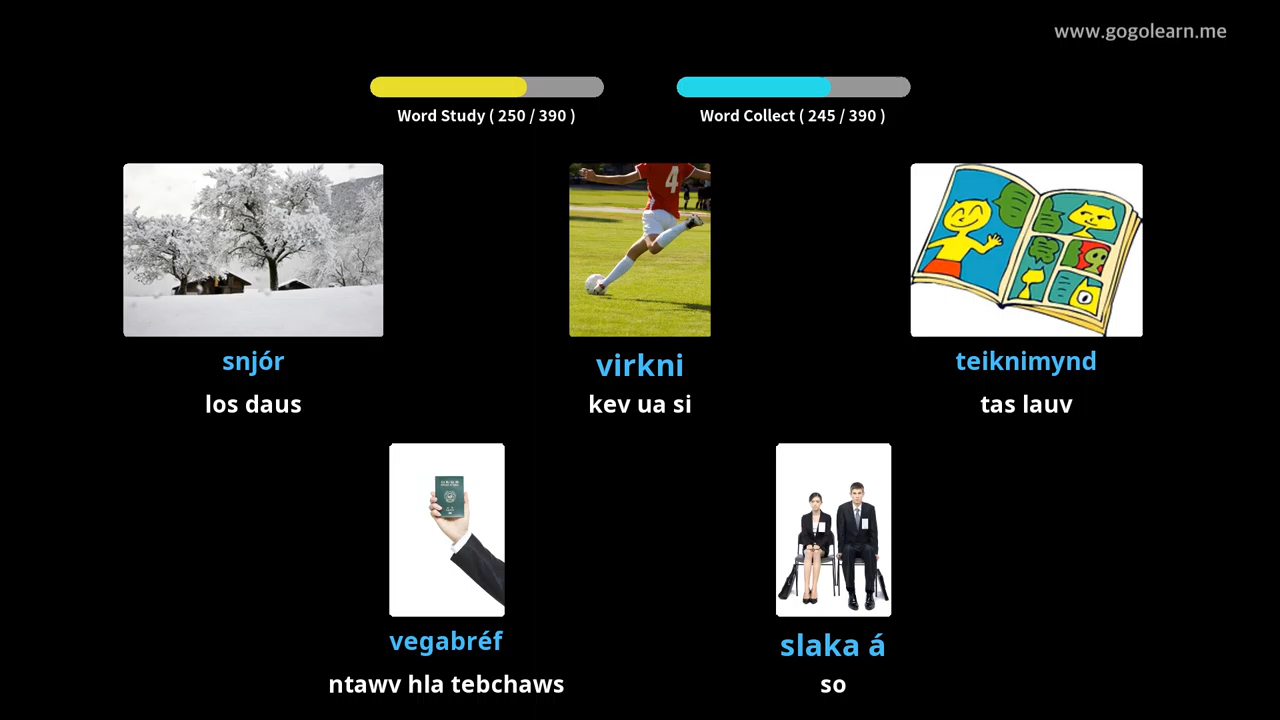 www.gogolearn.me
Word Study ( 250 / 390 )
Word Collect ( 245 / 390 )
4
snjór
virkni
teiknimynd
los daus
kev ua si
tas lauv
vegabréf
slaka á
ntawv hla tebchaws
so